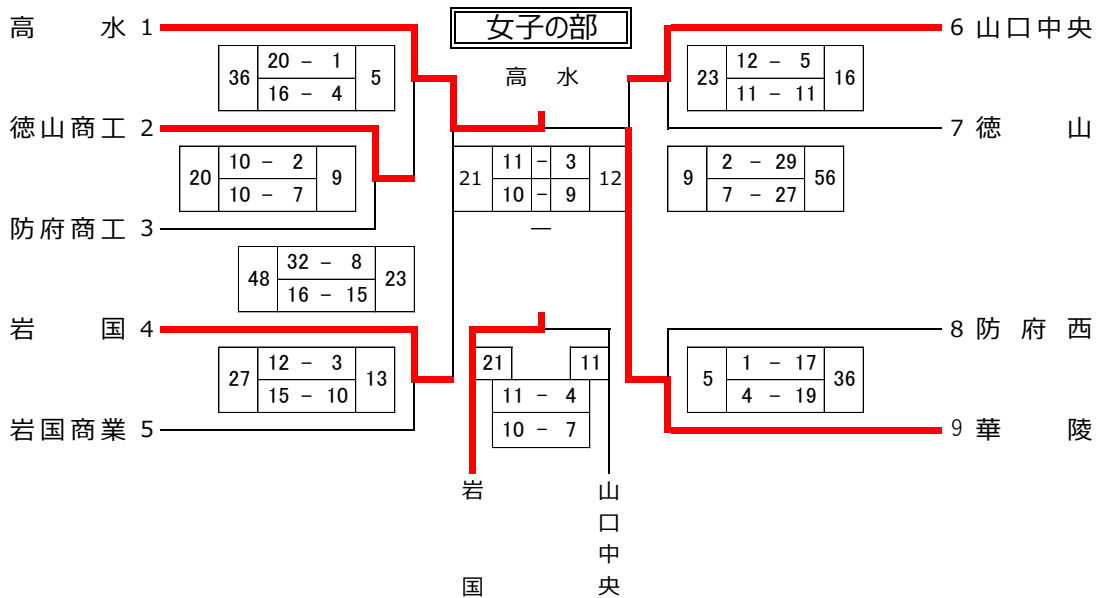 女子の部
高 水
高 水 1
36 20 - 1 5
16 - 4
徳山商工 2
20 10 - 2 9
10 - 7
防府商工 3
48 32 - 8 23
16 - 15
岩 国 4
27 12 - 3 13
15 - 10
岩国商業 5
21 11 - 3 12
10 - 9
—
21 11
11 - 4
10 - 7
岩国
山口中央
6 山口中央
23 12 - 5 16
11 - 11
7 徳 山
9 2 - 29 56
7 - 27
8 防 府 西
5 1 - 17 36
4 - 19
9 華 陵